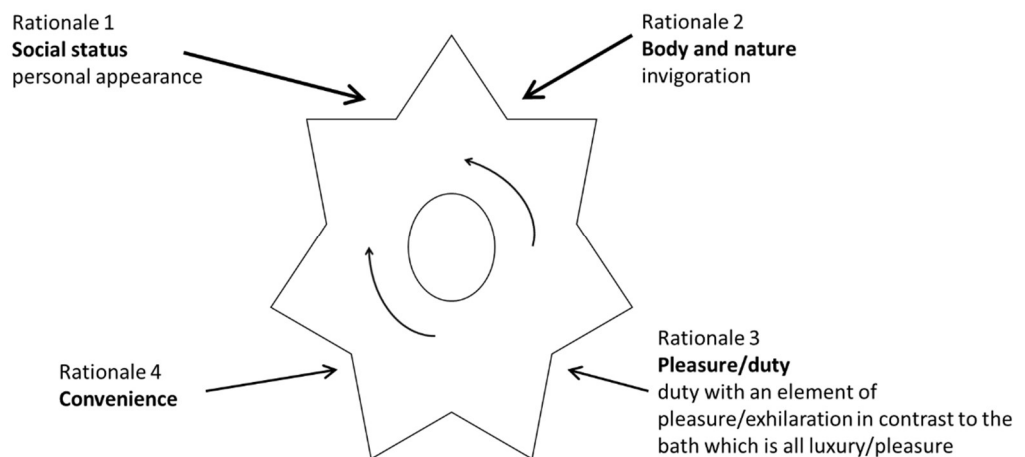 Rationale 1
Social status
personal appearance
Rationale 2
Body and nature
invigoration
Rationale 3
Pleasure/duty
duty with an element of
pleasure/exhilaration in contrast to the
bath which is all luxury/pleasure
Rationale 4
Convenience